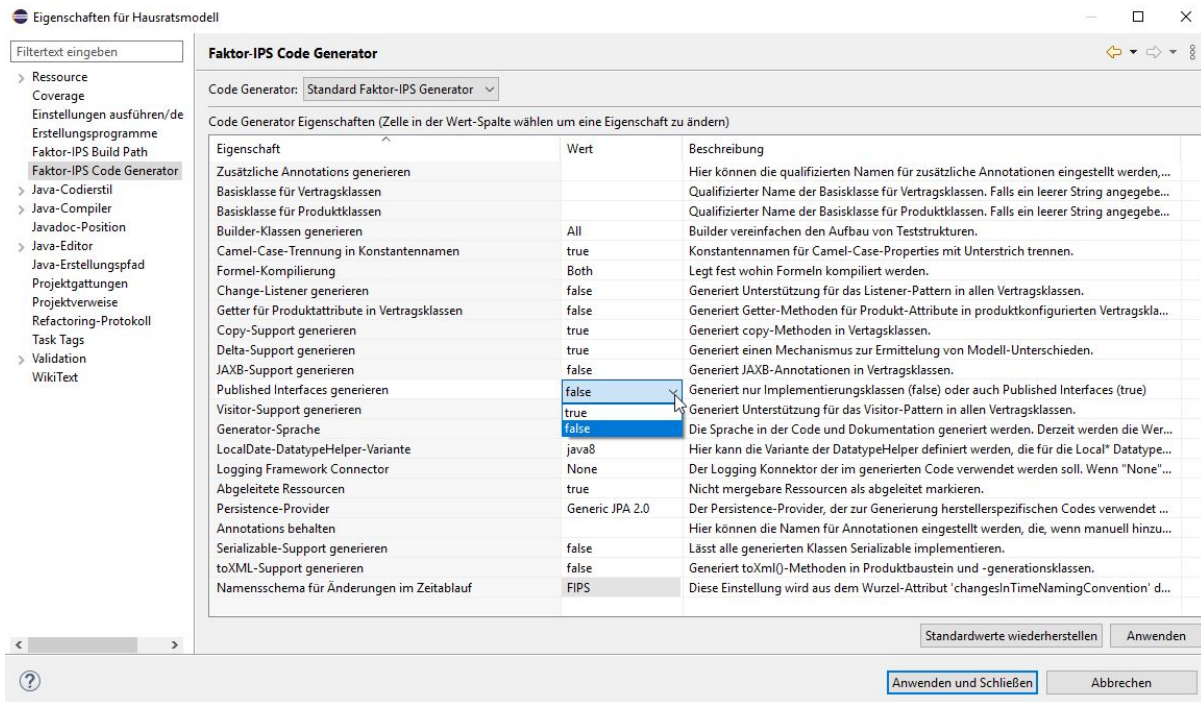 Eigenschaften für Hausratsmodell
Filtertext eingeben
Ressource
Coverage
Einstellungen ausführen/de
Erstellungsprogramme
Faktor-IPS Build Path
Faktor-IPS Code Generator
Java-Codierstil
Java-Compiler
Javadoc-Position
Java-Editor
Java-Erstellungspfad
Projektgattungen
Projektverweise
Refactoring-Protokoll
Task Tags
Validation
WikiText
Faktor-IPS Code Generator
Code Generator: Standard Faktor-IPS Generator
Code Generator Eigenschaften (Zelle in der Wert-Spalte wählen um eine Eigenschaft zu ändern)
Eigenschaft Wert Beschreibung
Zusätzliche Annotations generieren Hier können die qualifizierten Namen für zusätzliche Annotationen eingestellt werden,...
Basisklasse für Vertragsklassen Qualifizierter Name der Basisklasse für Vertragsklassen. Falls ein leerer String angegebe...
Basisklasse für Produktklassen Qualifizierter Name der Basisklasse für Produktklassen. Falls ein leerer String angegebe...
Builder-Klassen generieren All Builder vereinfachen den Aufbau von Teststrukturen.
Camel-Case-Trennung in Konstantennamen true Konstantennamen für Camel-Case-Properties mit Unterstrich trennen.
Formel-Kompilierung Both Legt fest wohin Formeln kompiliert werden.
Change-Listener generieren false Generiert Unterstützung für das Listener-Pattern in allen Vertragsklassen.
Getter für Produktattribute in Vertragsklassen false Generiert Getter-Methoden für Produkt-Attribute in produktkonfigurierten Vertragskla...
Copy-Support generieren true Generiert copy-Methoden in Vertagsklassen.
Delta-Support generieren true Generiert einen Mechanismus zur Ermittelung von Modell-Unterschieden.
JAXB-Support generieren false Generiert JAXB-Annotationen in Vertragsklassen.
Published Interfaces generieren false Generiert nur Implementierungsklassen (false) oder auch Published Interfaces (true)
Visitor-Support generieren true Generiert Unterstützung für das Visitor-Pattern in allen Vertragsklassen.
Generator-Sprache false Die Sprache in der Code und Dokumentation generiert werden. Derzeit werden die Wer...
LocalDate-DatatypeHelper-Variante java8 Hier kann die Variante der DatatypeHelper definiert werden, die für die Local* Datatype...
Logging Framework Connector None Der Logging Konnektor der im generierten Code verwendet werden soll. Wenn "None"...
Abgeleitete Ressourcen true Nicht mergebare Ressourcen als abgeleitet markieren.
Persistence-Provider Generic JPA 2.0 Der Persistence-Provider, der zur Generierung herstellerspezifischen Codes verwendet ...
Annotations behalten Hier können die Namen für Annotationen eingestellt werden, die, wenn manuell hinzu...
Serializable-Support generieren false Lässt alle generierten Klassen Serializable implementieren.
toXML-Support generieren false Generiert toXml()-Methoden in Produktbaustein und -generationsklassen.
Namensschema für Änderungen im Zeitablauf FIPS Diese Einstellung wird aus dem Wurzel-Attribut 'changesInTimeNamingConvention' d...
Standardwerte wiederherstellen Anwenden
Anwenden und Schließen Abbrechen